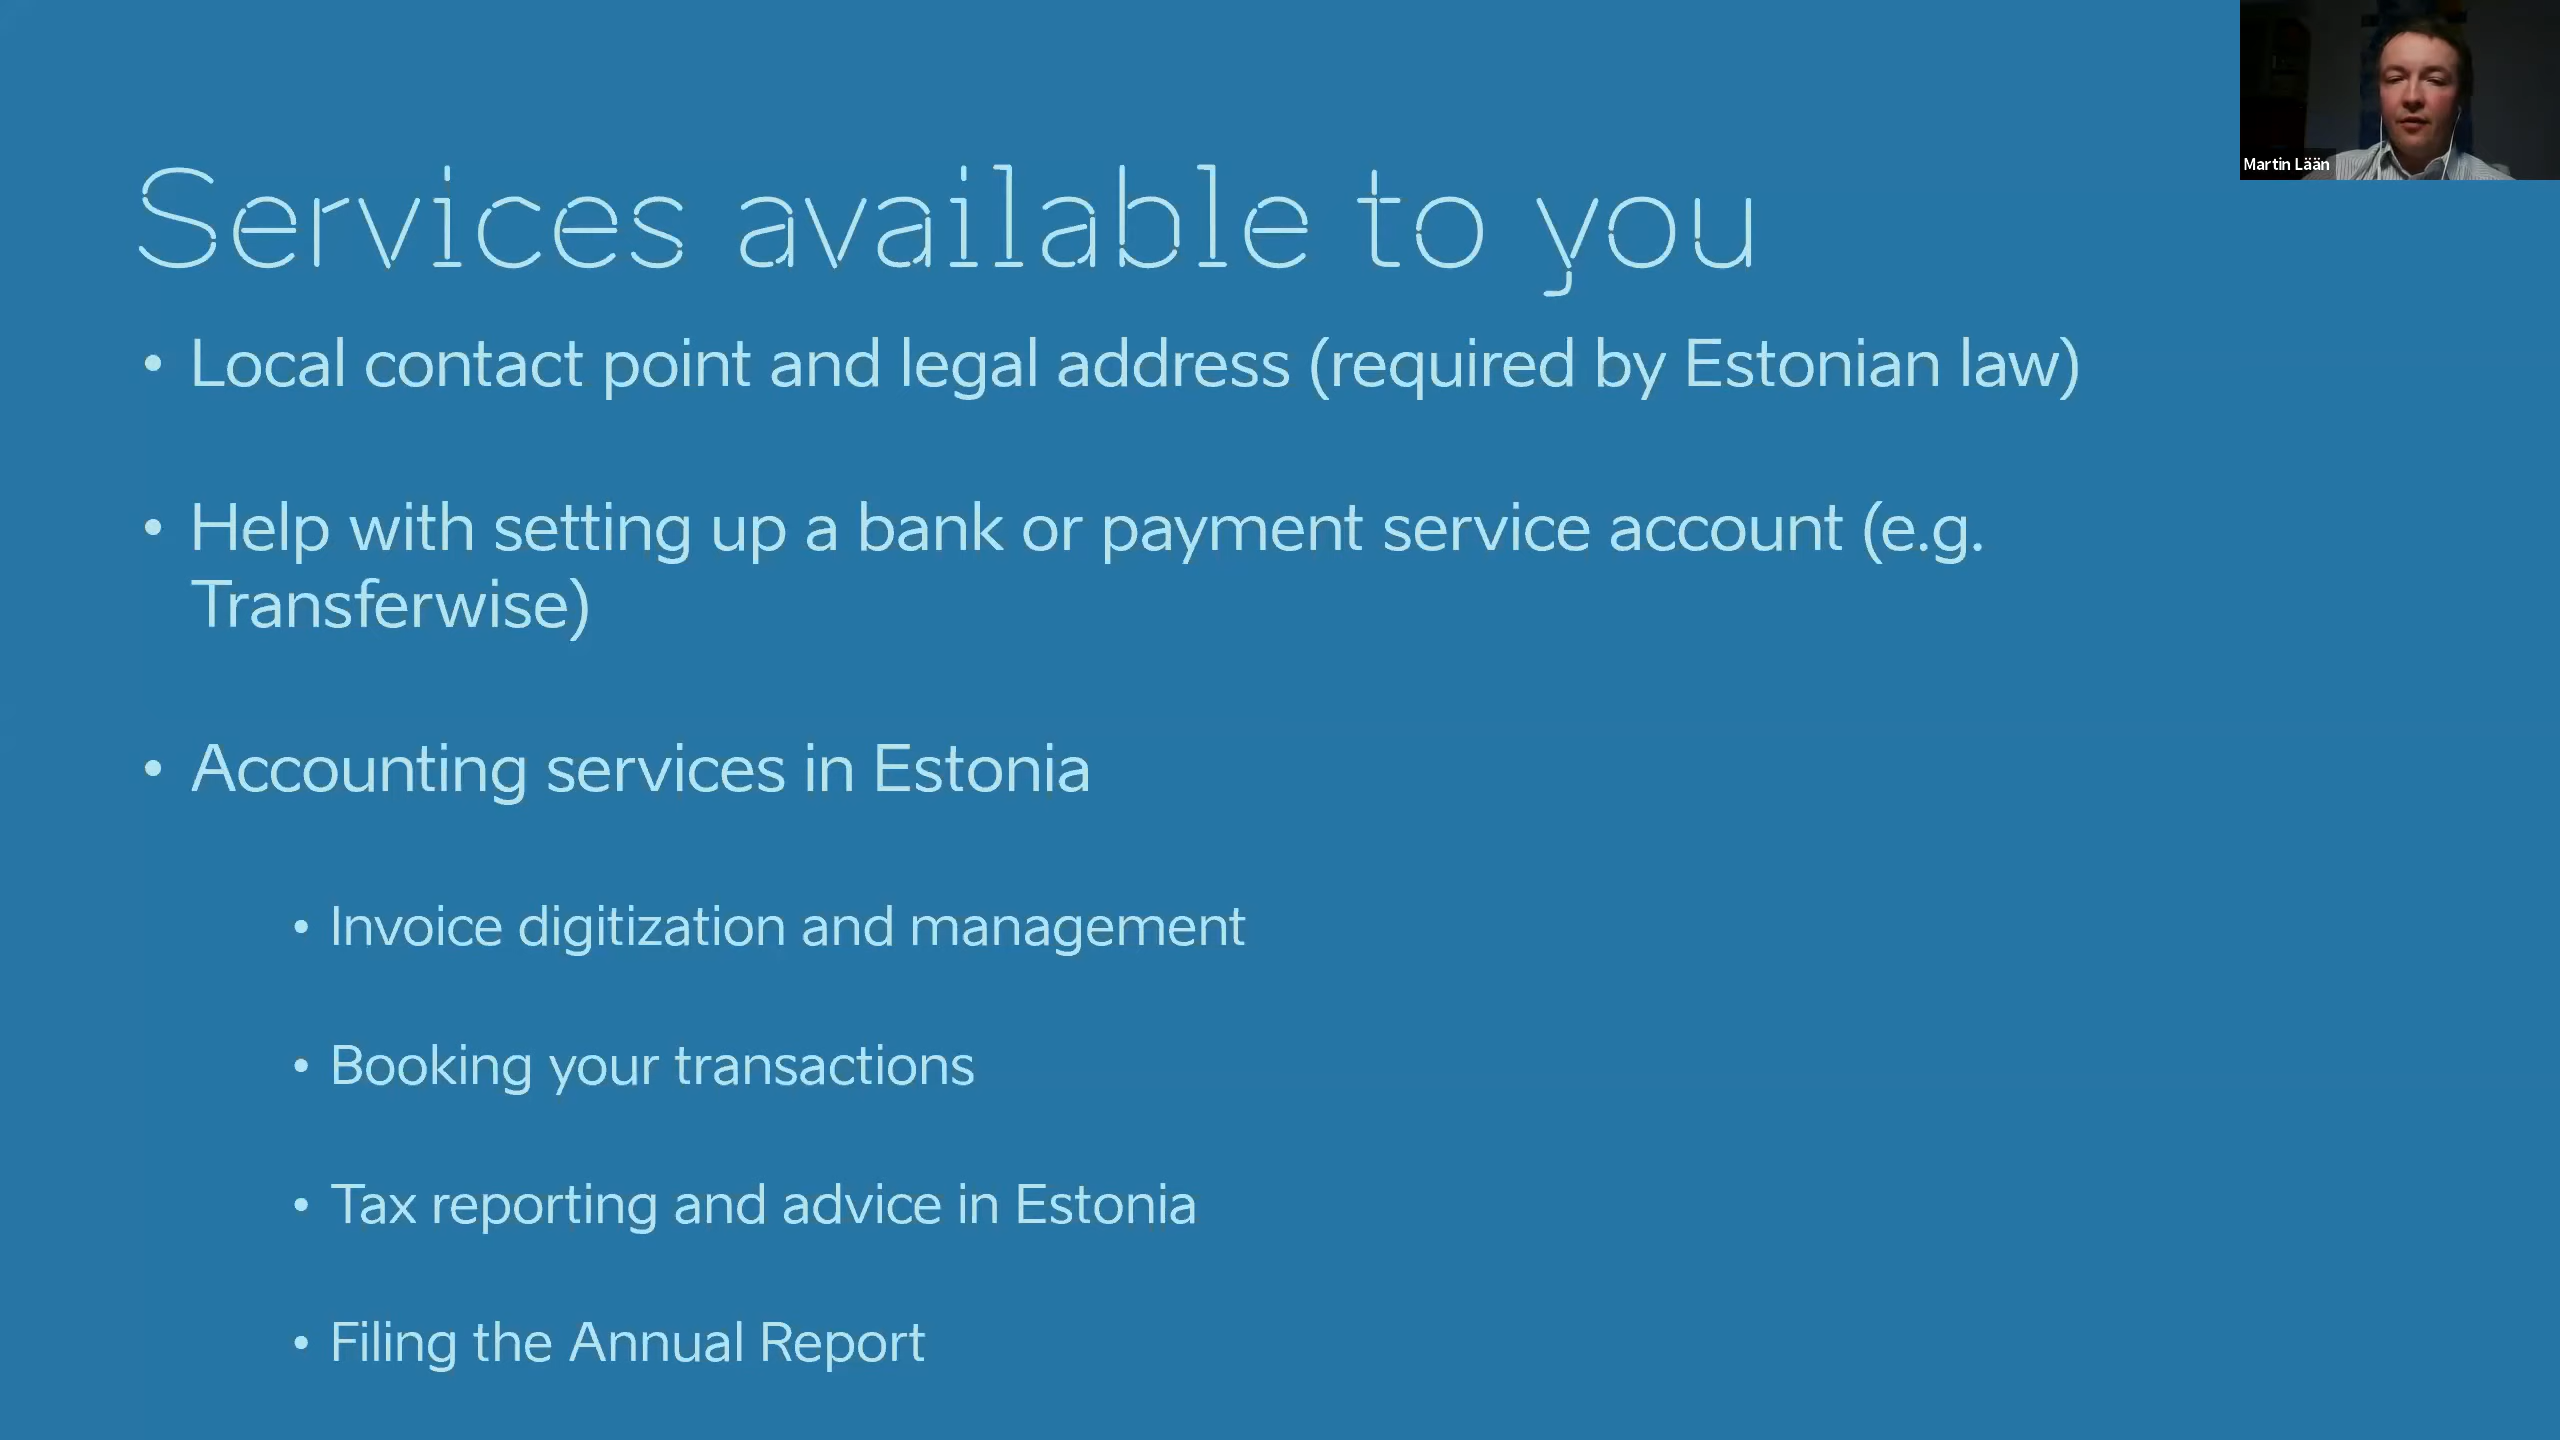 Services available to you
• Local contact point and legal address (required by Estonian law)
• Help with setting up a bank or payment service account (e.g.
Transferwise)
• Accounting services in Estonia
• Invoice digitization and management
• Booking your transactions
• Tax reporting and advice in Estonia
• Filing the Annual Report
Martin Lään